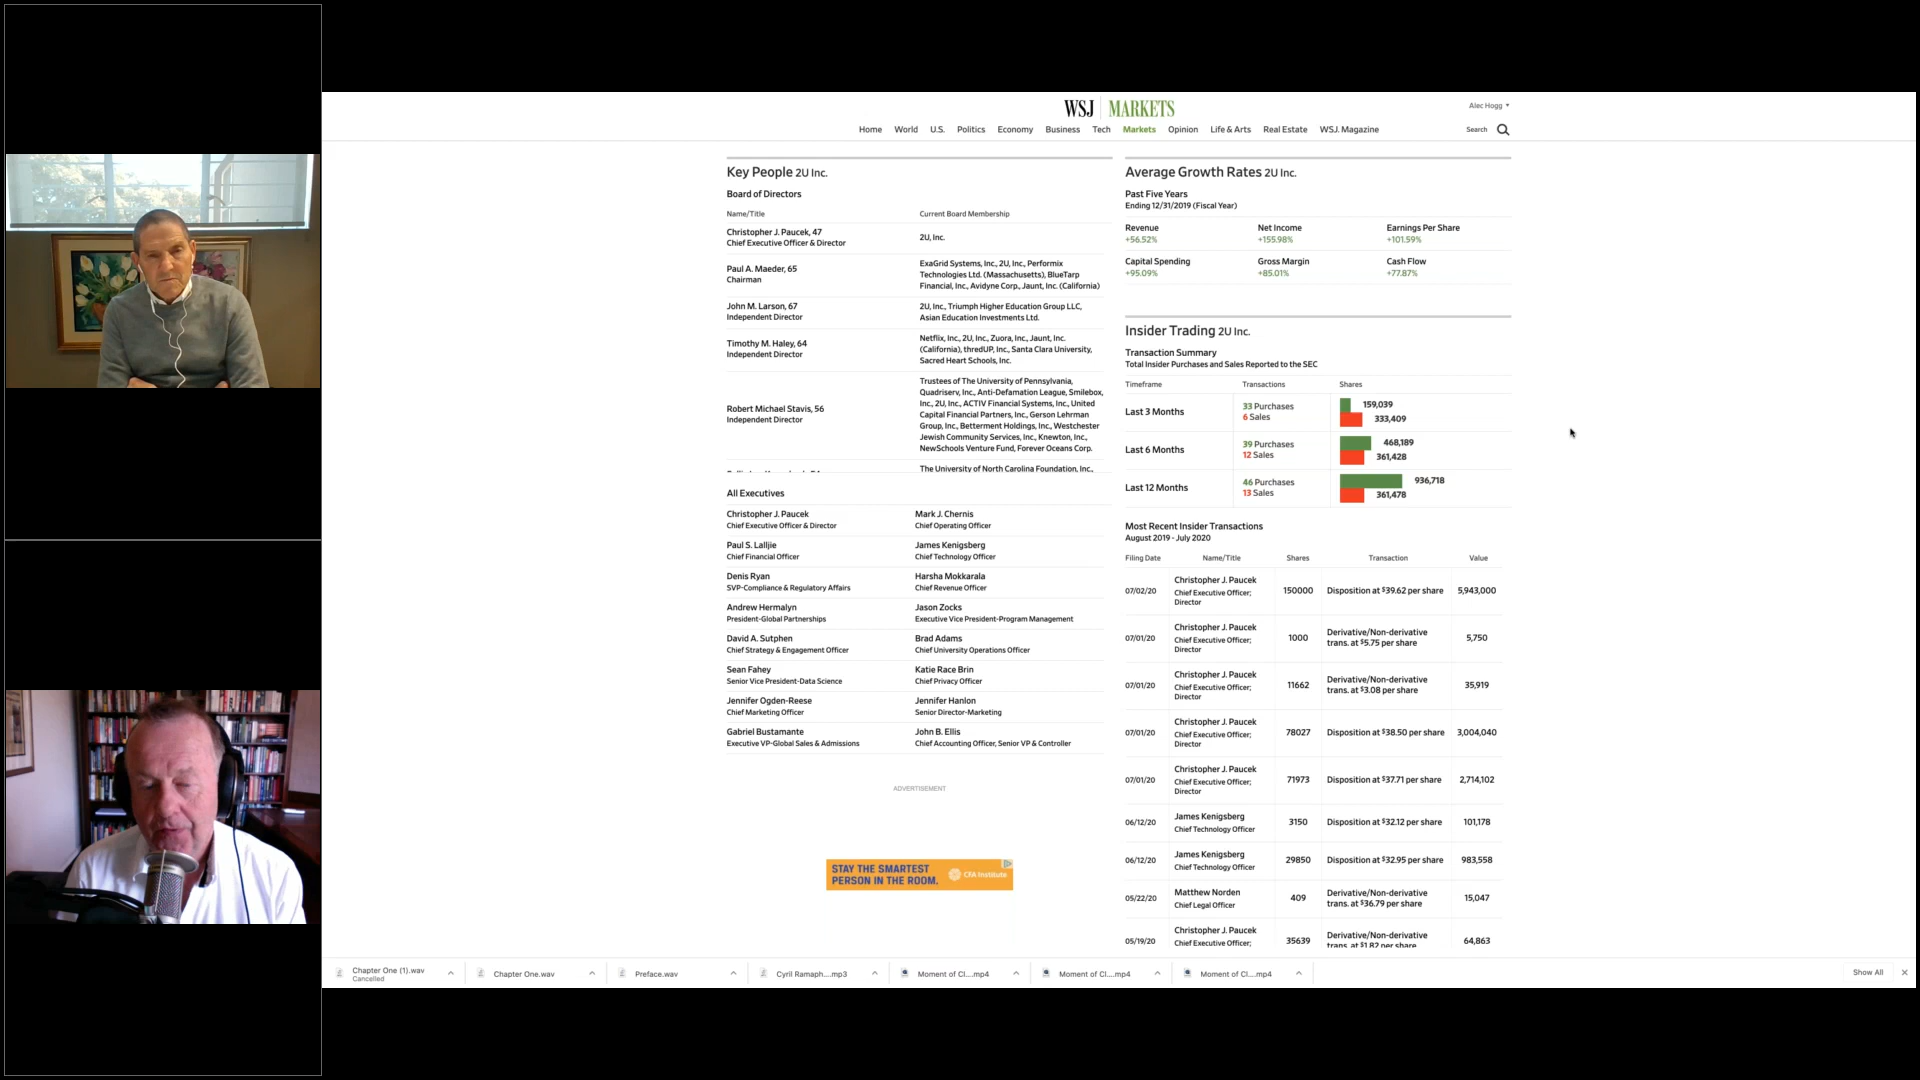 WSJ MARKETS
Alec Hogg
Home World U.S. Politics Economy Business Tech Markets Opinion Life & Arts Real Estate WSJ. Magazine
Search
Key People 2U Inc.
Board of Directors
Name/Title Current Board Membership
Christopher J. Paucek, 47
Chief Executive Officer & Director
2U, Inc.
Paul A. Maeder, 65
Chairman
ExaGrid Systems, Inc., 2U, Inc., Performix
Technologies Ltd. (Massachusetts), BlueTarp
Financial, Inc., Avidyne Corp., Jaunt, Inc. (California)
John M. Larson, 67
Independent Director
2U, Inc., Triumph Higher Education Group LLC,
Asian Education Investments Ltd.
Timothy M. Haley, 64
Independent Director
Netflix, Inc., 2U, Inc., Zuora, Inc., Jaunt, Inc.
(California), thredUP, Inc., Santa Clara University,
Sacred Heart Schools, Inc.
Robert Michael Stavis, 56
Independent Director
Trustees of The University of Pennsylvania,
Quadriserv, Inc., Anti-Defamation League, Smilebox,
Inc., 2U, Inc., ACTIV Financial Systems, Inc., United
Capital Financial Partners, Inc., Gerson Lehrman
Group, Inc., Betterment Holdings, Inc., Westchester
Jewish Community Services, Inc., Knewton, Inc.,
NewSchools Venture Fund, Forever Oceans Corp.
The University of North Carolina Foundation, Inc.,
All Executives
Christopher J. Paucek
Chief Executive Officer & Director
Mark J. Chernis
Chief Operating Officer
Paul S. Lalljie
Chief Financial Officer
James Kenigsberg
Chief Technology Officer
Denis Ryan
SVP-Compliance & Regulatory Affairs
Harsha Mokkarala
Chief Revenue Officer
Andrew Hermalyn
President-Global Partnerships
Jason Zocks
Executive Vice President-Program Management
David A. Sutphen
Chief Strategy & Engagement Officer
Brad Adams
Chief University Operations Officer
Sean Fahey
Senior Vice President-Data Science
Katie Race Brin
Chief Privacy Officer
Jennifer Ogden-Reese
Chief Marketing Officer
Jennifer Hanlon
Senior Director-Marketing
Gabriel Bustamante
Executive VP-Global Sales & Admissions
John B. Ellis
Chief Accounting Officer, Senior VP & Controller
ADVERTISEMENT
STAY THE SMARTEST
PERSON IN THE ROOM.
CFA Institute
Average Growth Rates 2U Inc.
Past Five Years
Ending 12/31/2019 (Fiscal Year)
Revenue Net Income Earnings Per Share
+56.52% +155.98% +101.59%
Capital Spending Gross Margin Cash Flow
+95.09% +85.01% +77.87%
Insider Trading 2U Inc.
Transaction Summary
Total Insider Purchases and Sales Reported to the SEC
Timeframe Transactions Shares
Last 3 Months
33 Purchases 159,039
6 Sales 333,409
Last 6 Months
39 Purchases 468,189
12 Sales 361,428
Last 12 Months
46 Purchases 936,718
13 Sales 361,478
Most Recent Insider Transactions
August 2019 - July 2020
Filing Date Name/Title Shares Transaction Value
07/02/20
Christopher J. Paucek
Chief Executive Officer;
Director
150000 Disposition at $39.62 per share 5,943,000
07/01/20
Christopher J. Paucek
Chief Executive Officer;
Director
1000
Derivative/Non-derivative
trans. at $5.75 per share
5,750
07/01/20
Christopher J. Paucek
Chief Executive Officer;
Director
11662
Derivative/Non-derivative
trans. at $3.08 per share
35,919
07/01/20
Christopher J. Paucek
Chief Executive Officer;
Director
78027 Disposition at $38.50 per share 3,004,040
07/01/20
Christopher J. Paucek
Chief Executive Officer;
Director
71973 Disposition at $37.71 per share 2,714,102
06/12/20
James Kenigsberg
Chief Technology Officer
3150 Disposition at $32.12 per share 101,178
06/12/20
James Kenigsberg
Chief Technology Officer
29850 Disposition at $32.95 per share 983,558
05/22/20
Matthew Norden
Chief Legal Officer
409
Derivative/Non-derivative
trans. at $36.79 per share
15,047
05/19/20
Christopher J. Paucek
Chief Executive Officer;
35639
Derivative/Non-derivative
trans. at $1.82 per share
64,863
Chapter One (1).wav
Cancelled
Chapter One.wav
Preface.wav
Cyril Ramaph....mp3
Moment of Cl....mp4
Moment of Cl....mp4
Moment of Cl....mp4
Show All